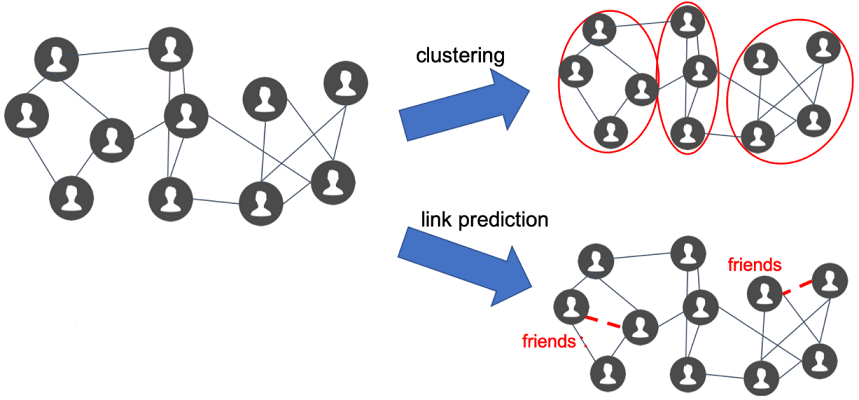 clustering
link prediction
friends
friends